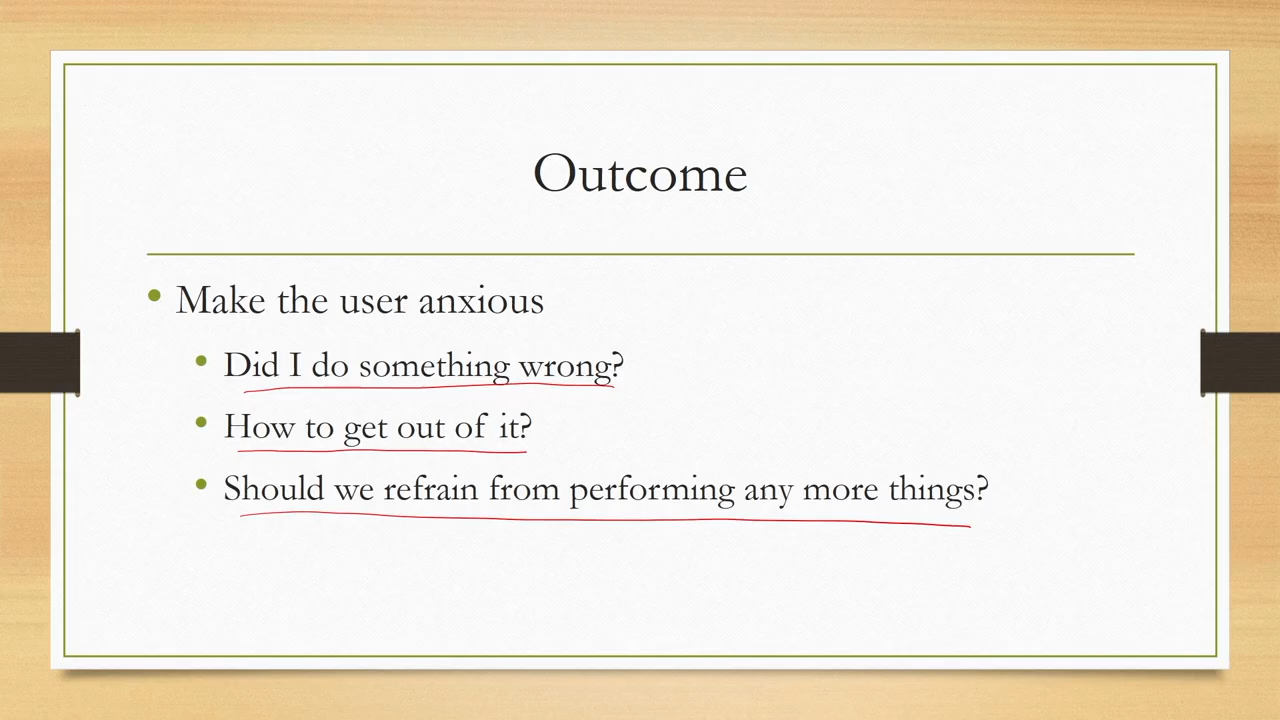 Outcome
Make the user anxious
Did I do something wrong?
How to get out of it?
Should we refrain from performing any more things?